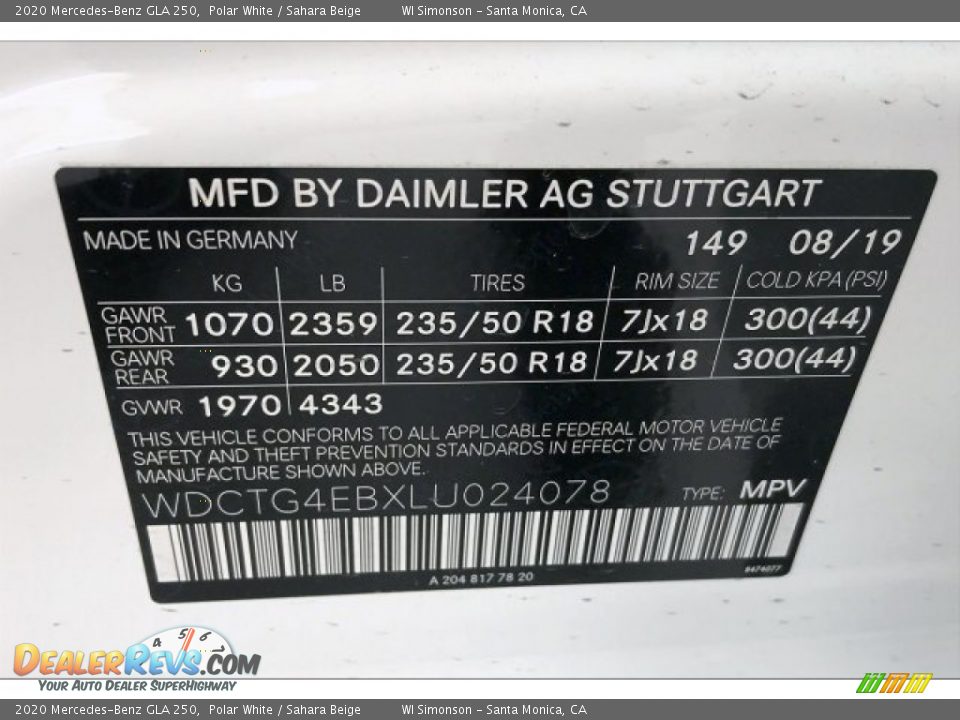 2020 Mercedes-Benz GLA 250, Polar White / Sahara Beige WI Simonson - Santa Monica, CA
MFD BY DAIMLER AG STUTTGART
MADE IN GERMANY 149 08/19
KG LB TIRES RIM SIZE COLD KPA (PSI)
GAWR FRONT 1070 2359 235/50 R18 7Jx18 300(44)
GAWR REAR 930 2050 235/50 R18 7Jx18 300(44)
GVWR 1970 4343
THIS VEHICLE CONFORMS TO ALL APPLICABLE FEDERAL MOTOR VEHICLE
SAFETY AND THEFT PREVENTION STANDARDS IN EFFECT ON THE DATE OF
MANUFACTURE SHOWN ABOVE.
WDCTG4EBXLU024078 TYPE: MPV
A 204 817 78 20 8474077
4 5 6
DEALERREVS.COM
YOUR AUTO DEALER SUPERHIGHWAY
2020 Mercedes-Benz GLA 250, Polar White / Sahara Beige WI Simonson - Santa Monica, CA